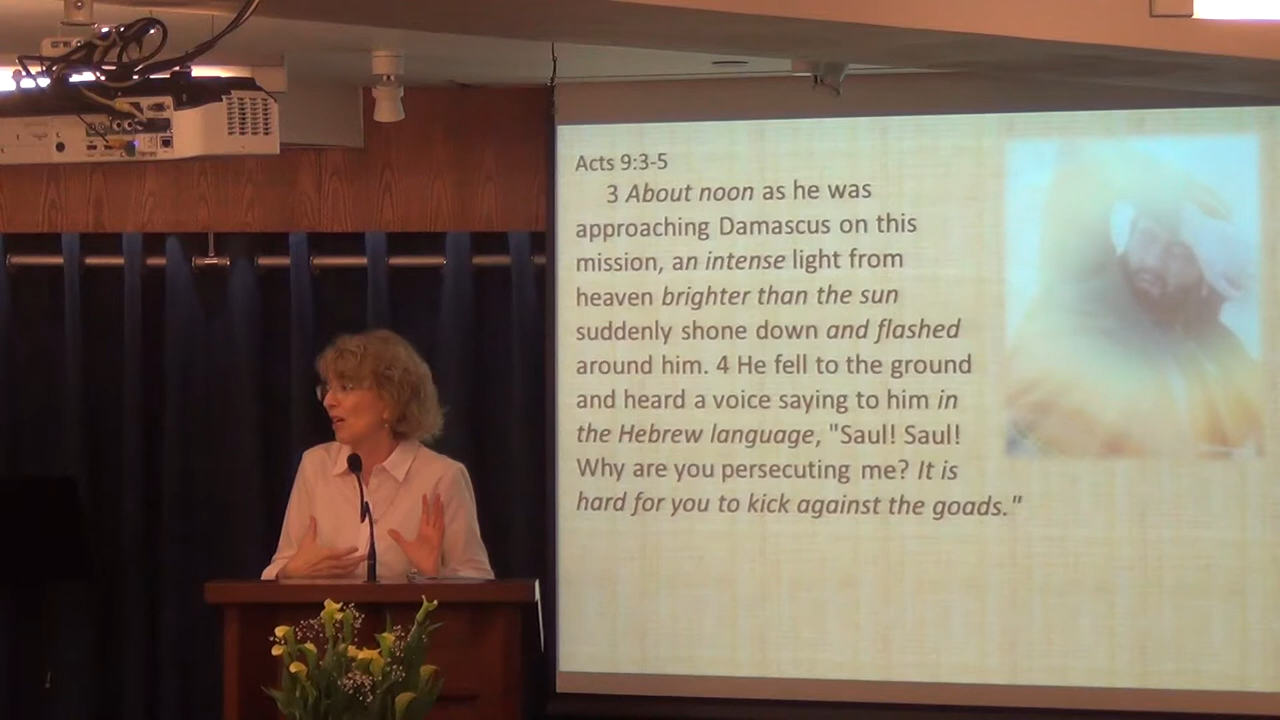 Acts 9:3-5
3 About noon as he was
approaching Damascus on this
mission, an intense light from
heaven brighter than the sun
suddenly shone down and flashed
around him. 4 He fell to the ground
and heard a voice saying to him in
the Hebrew language, "Saul! Saul!
Why are you persecuting me? It is
hard for you to kick against the goads."